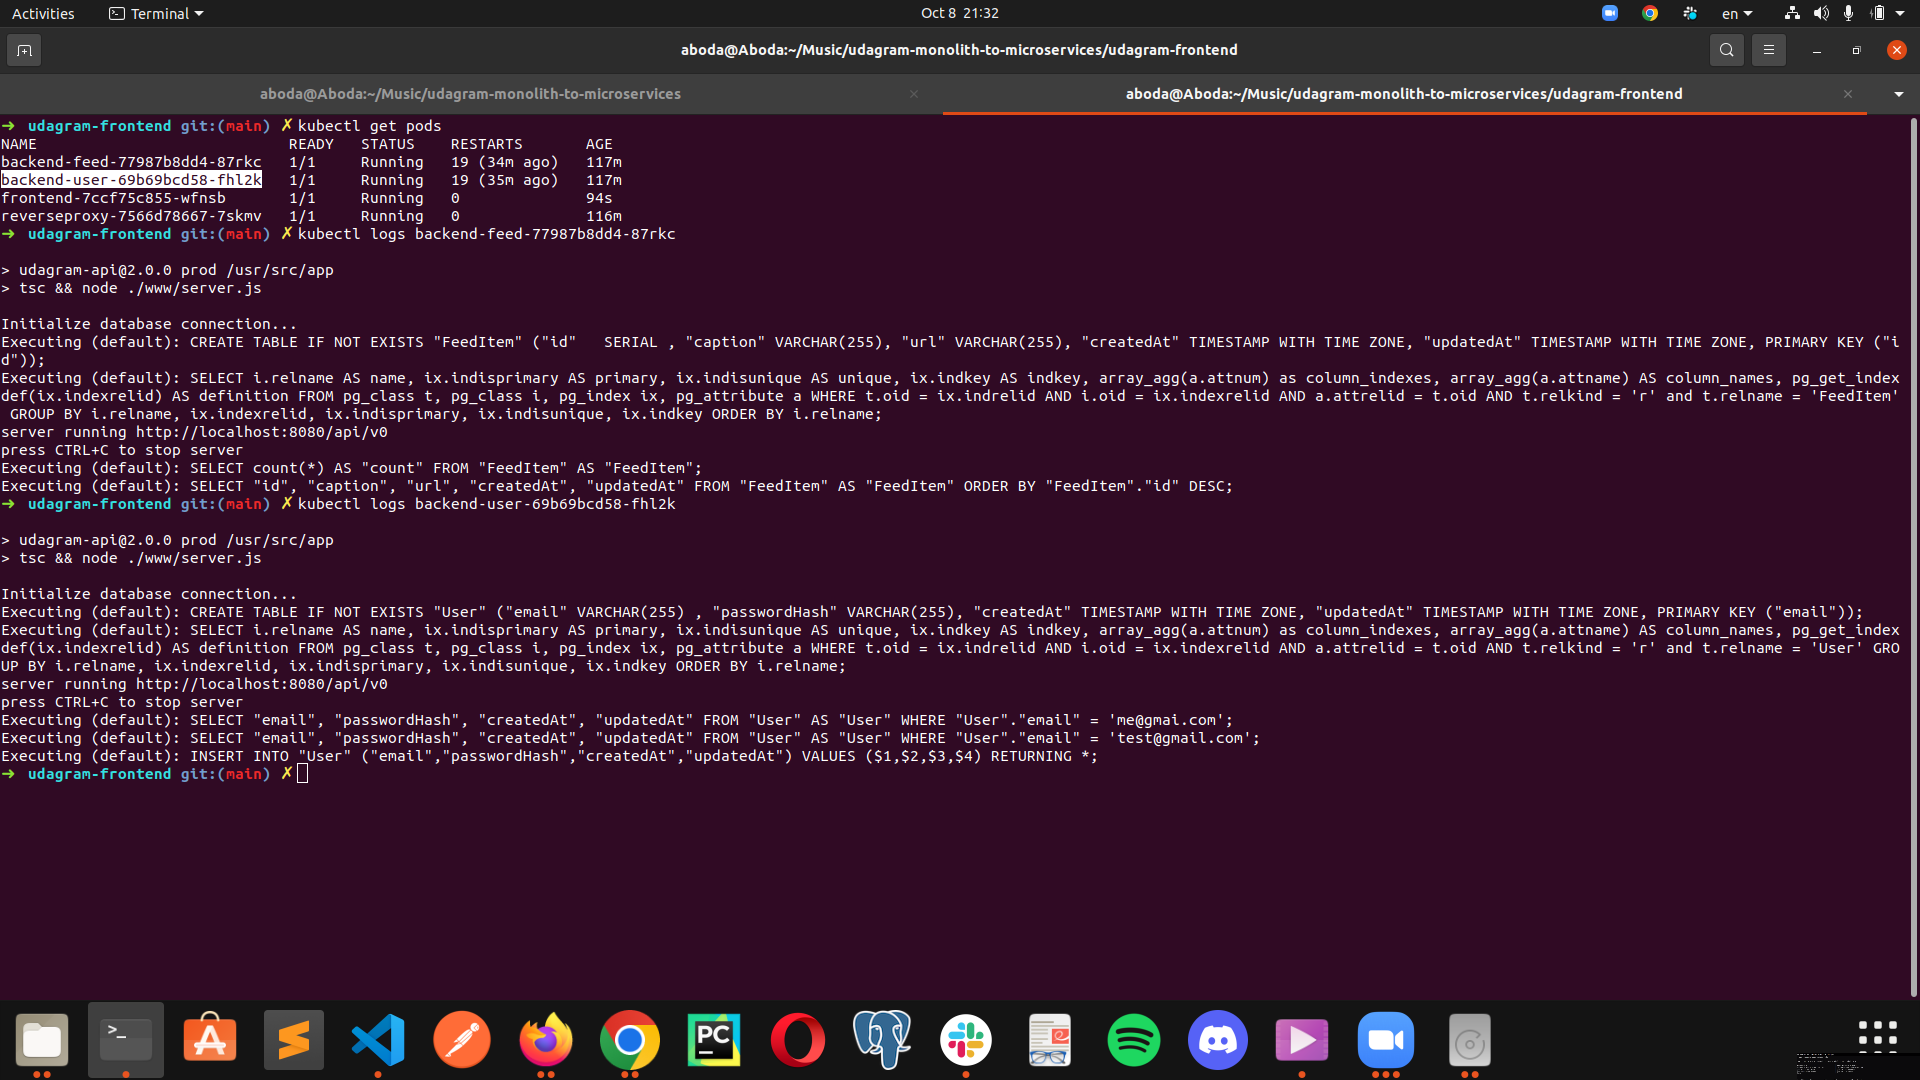 Activities
Terminal
Oct 8 21:32
en
aboda@Aboda:~/Music/udagram-monolith-to-microservices/udagram-frontend
aboda@Aboda:~/Music/udagram-monolith-to-microservices
aboda@Aboda:~/Music/udagram-monolith-to-microservices/udagram-frontend
➜ udagram-frontend git:(main) ✗ kubectl get pods
NAME READY STATUS RESTARTS AGE
backend-feed-77987b8dd4-87rkc 1/1 Running 19 (34m ago) 117m
backend-user-69b69bcd58-fhl2k 1/1 Running 19 (35m ago) 117m
frontend-7ccf75c855-wfnsb 1/1 Running 0 94s
reverseproxy-7566d78667-7skmv 1/1 Running 0 116m
➜ udagram-frontend git:(main) ✗ kubectl logs backend-feed-77987b8dd4-87rkc
> udagram-api@2.0.0 prod /usr/src/app
> tsc && node ./www/server.js
Initialize database connection...
Executing (default): CREATE TABLE IF NOT EXISTS "FeedItem" ("id"   SERIAL , "caption" VARCHAR(255), "url" VARCHAR(255), "createdAt" TIMESTAMP WITH TIME ZONE, "updatedAt" TIMESTAMP WITH TIME ZONE, PRIMARY KEY ("i
d"));
Executing (default): SELECT i.relname AS name, ix.indisprimary AS primary, ix.indisunique AS unique, ix.indkey AS indkey, array_agg(a.attnum) as column_indexes, array_agg(a.attname) AS column_names, pg_get_index
def(ix.indexrelid) AS definition FROM pg_class t, pg_class i, pg_index ix, pg_attribute a WHERE t.oid = ix.indrelid AND i.oid = ix.indexrelid AND a.attrelid = t.oid AND t.relkind = 'r' and t.relname = 'FeedItem'
GROUP BY i.relname, ix.indexrelid, ix.indisprimary, ix.indisunique, ix.indkey ORDER BY i.relname;
server running http://localhost:8080/api/v0
press CTRL+C to stop server
Executing (default): SELECT count(*) AS "count" FROM "FeedItem" AS "FeedItem";
Executing (default): SELECT "id", "caption", "url", "createdAt", "updatedAt" FROM "FeedItem" AS "FeedItem" ORDER BY "FeedItem"."id" DESC;
➜ udagram-frontend git:(main) ✗ kubectl logs backend-user-69b69bcd58-fhl2k
> udagram-api@2.0.0 prod /usr/src/app
> tsc && node ./www/server.js
Initialize database connection...
Executing (default): CREATE TABLE IF NOT EXISTS "User" ("email" VARCHAR(255) , "passwordHash" VARCHAR(255), "createdAt" TIMESTAMP WITH TIME ZONE, "updatedAt" TIMESTAMP WITH TIME ZONE, PRIMARY KEY ("email"));
Executing (default): SELECT i.relname AS name, ix.indisprimary AS primary, ix.indisunique AS unique, ix.indkey AS indkey, array_agg(a.attnum) as column_indexes, array_agg(a.attname) AS column_names, pg_get_index
def(ix.indexrelid) AS definition FROM pg_class t, pg_class i, pg_index ix, pg_attribute a WHERE t.oid = ix.indrelid AND i.oid = ix.indexrelid AND a.attrelid = t.oid AND t.relkind = 'r' and t.relname = 'User' GRO
UP BY i.relname, ix.indexrelid, ix.indisprimary, ix.indisunique, ix.indkey ORDER BY i.relname;
server running http://localhost:8080/api/v0
press CTRL+C to stop server
Executing (default): SELECT "email", "passwordHash", "createdAt", "updatedAt" FROM "User" AS "User" WHERE "User"."email" = 'me@gmai.com';
Executing (default): SELECT "email", "passwordHash", "createdAt", "updatedAt" FROM "User" AS "User" WHERE "User"."email" = 'test@gmail.com';
Executing (default): INSERT INTO "User" ("email","passwordHash","createdAt","updatedAt") VALUES ($1,$2,$3,$4) RETURNING *;
➜ udagram-frontend git:(main) ✗
PC